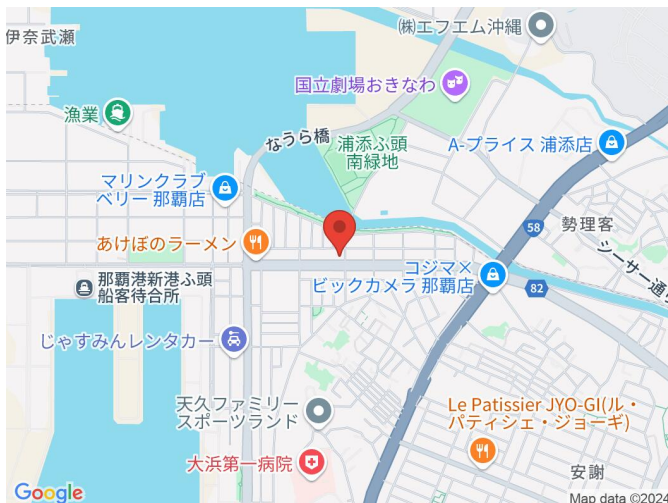 伊奈武瀬
(株)エフエム沖縄
国立劇場おきなわ
漁業
なうら橋
浦添ふ頭
南緑地
A-プライス 浦添店
マリンクラブ
ベリー 那覇店
58
勢理客
あけぼのラーメン
シーサー通り
那覇港新港ふ頭
船客待合所
コジマ×
ビックカメラ 那覇店
82
じゃすみんレンタカー
天久ファミリー
スポーツランド
Le Patissier JYO-GI(ル・
パティシェ・ジョーギ)
大浜第一病院
安謝
Google
Map data ©2024